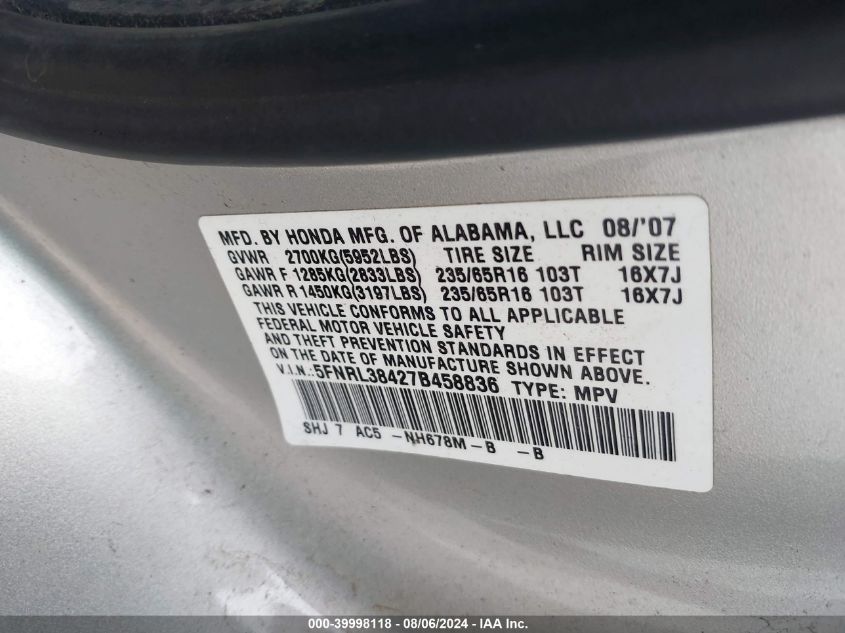 MFD. BY HONDA MFG. OF ALABAMA, LLC 08/'07
GVWR 2700KG(5952LBS) TIRE SIZE RIM SIZE
GAWR F 1285KG(2833LBS) 235/65R16 103T 16X7J
GAWR R 1450KG(3197LBS) 235/65R16 103T 16X7J
THIS VEHICLE CONFORMS TO ALL APPLICABLE
FEDERAL MOTOR VEHICLE SAFETY
AND THEFT PREVENTION STANDARDS IN EFFECT
ON THE DATE OF MANUFACTURE SHOWN ABOVE.
V.I.N.:5FNRL38427B458836 TYPE: MPV
SHJ 7 AC5 -NH678M-B -B
000-39998118 - 08/06/2024 - IAA Inc.